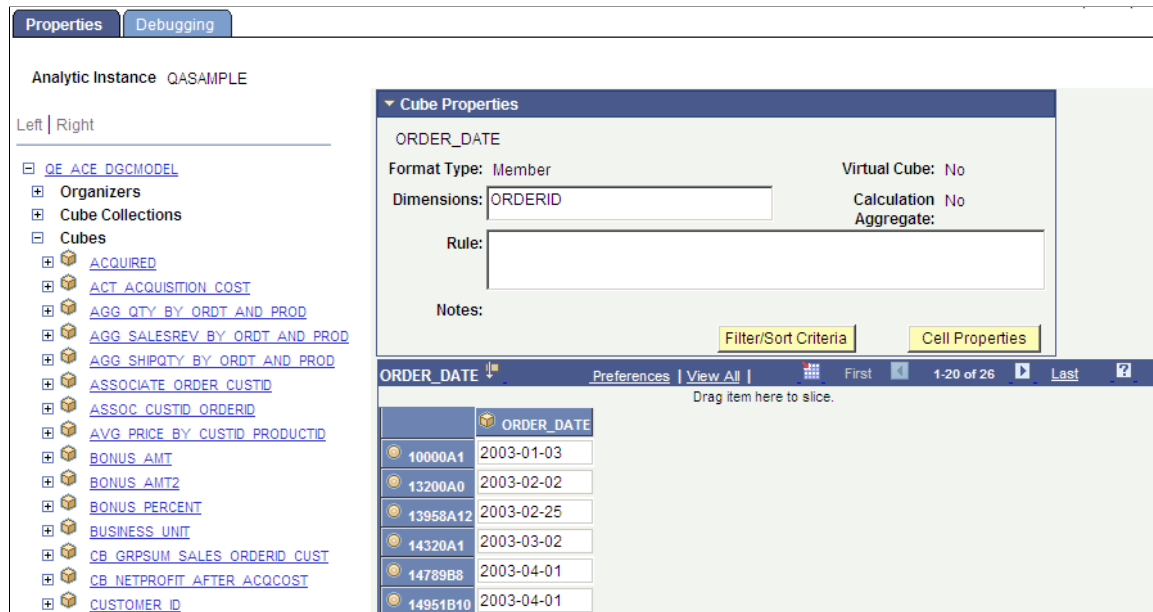 Properties Debugging
Analytic Instance QASAMPLE
Left | Right
QE_ACE_DGCMODEL
Organizers
Cube Collections
Cubes
ACQUIRED
ACT_ACQUISITION_COST
AGG_QTY_BY_ORDT_AND_PROD
AGG_SALESREV_BY_ORDT_AND_PROD
AGG_SHIPQTY_BY_ORDT_AND_PROD
ASSOCIATE_ORDER_CUSTID
ASSOC_CUSTID_ORDERID
AVG_PRICE_BY_CUSTID_PRODUCTID
BONUS_AMT
BONUS_AMT2
BONUS_PERCENT
BUSINESS_UNIT
CB_GRPSUM_SALES_ORDERID_CUST
CB_NETPROFIT_AFTER_ACQCOST
CUSTOMER_ID
Cube Properties
ORDER_DATE
Format Type: Member Virtual Cube: No
Dimensions: ORDERID Calculation No
Aggregate:
Rule:
Notes:
Filter/Sort Criteria Cell Properties
ORDER_DATE Preferences | View All | First 1-20 of 26 Last ?
Drag item here to slice.
ORDER_DATE
10000A1 2003-01-03
13200A0 2003-02-02
13958A12 2003-02-25
14320A1 2003-03-02
14789B8 2003-04-01
14951B10 2003-04-01